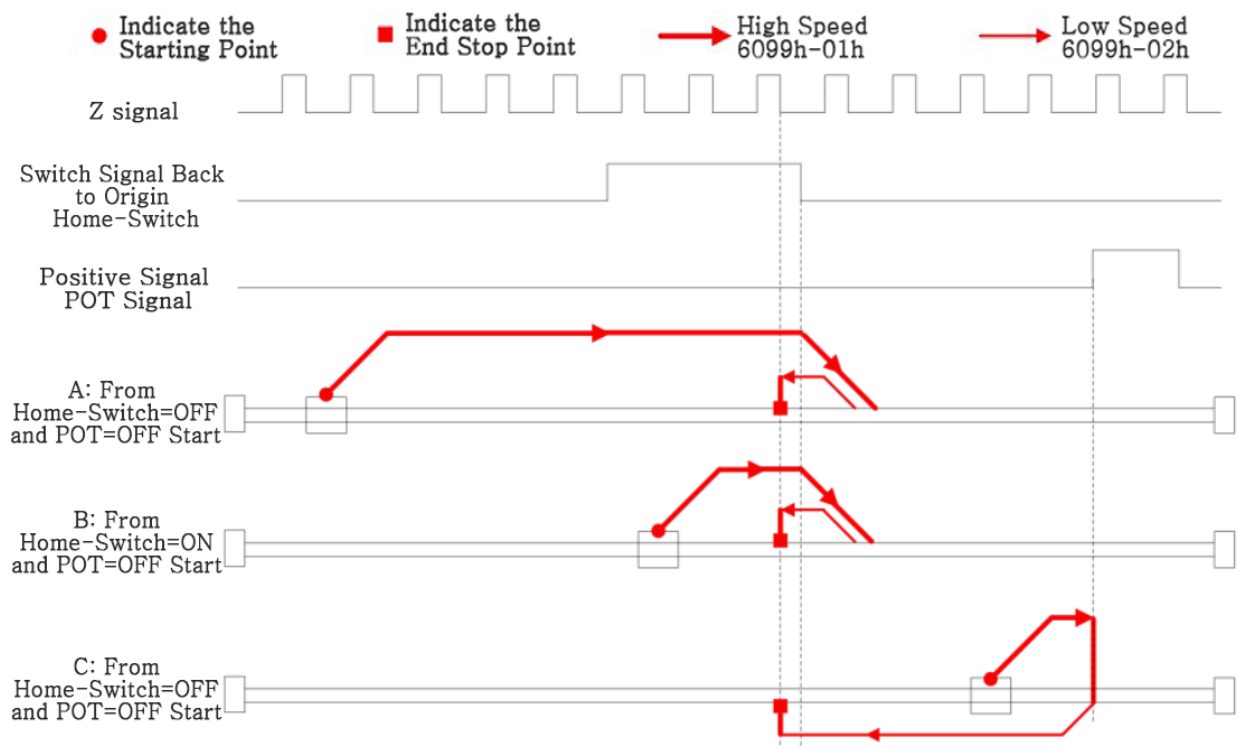 Indicate the
Starting Point
Indicate the
End Stop Point
High Speed
6099h-01h
Low Speed
6099h-02h
Z signal
Switch Signal Back
to Origin
Home-Switch
Positive Signal
POT Signal
A: From
Home-Switch=OFF
and POT=OFF Start
B: From
Home-Switch=ON
and POT=OFF Start
C: From
Home-Switch=OFF
and POT=OFF Start